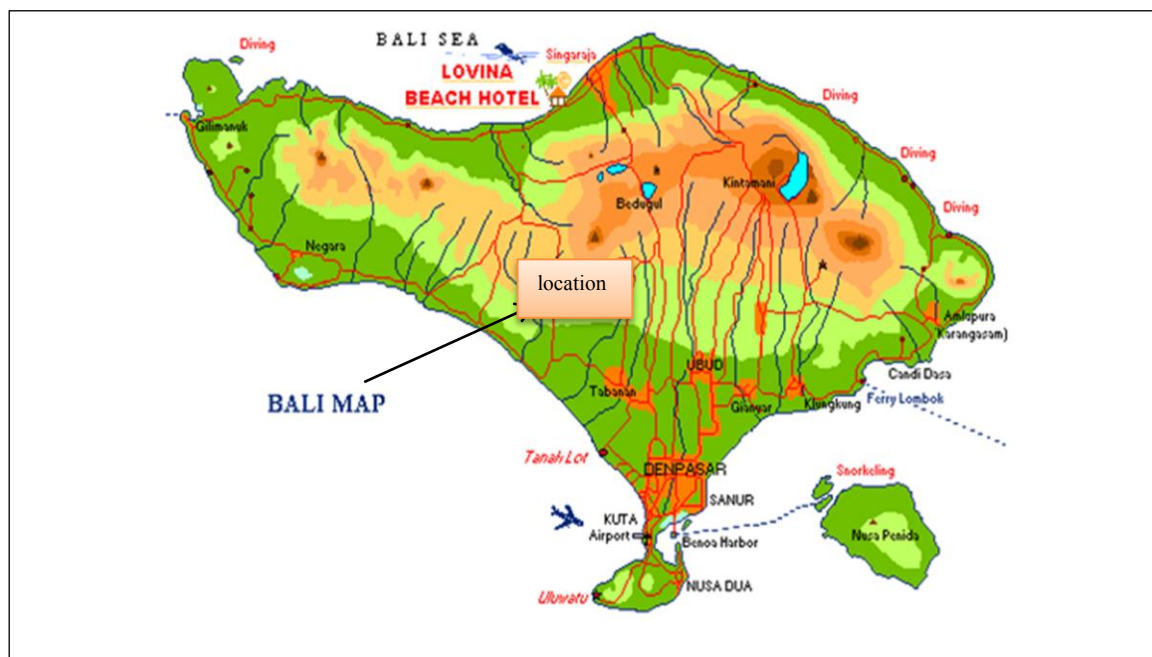 BALI SEA
Diving
Singaraja
LOVINA
BEACH HOTEL
Diving
Gilimanuk
Diving
Kintamani
Bedugul
Diving
Negara
location
Amlapura
(Karangasam)
Candi Dasa
UBUD
BALI MAP
Tabanan
Gianyar
Klungkung
Ferry Lombok
Tanah Lot
DENPASAR
Snorkeling
SANUR
KUTA
Airport
Benoa Harbor
Nusa Penida
NUSA DUA
Uluwatu